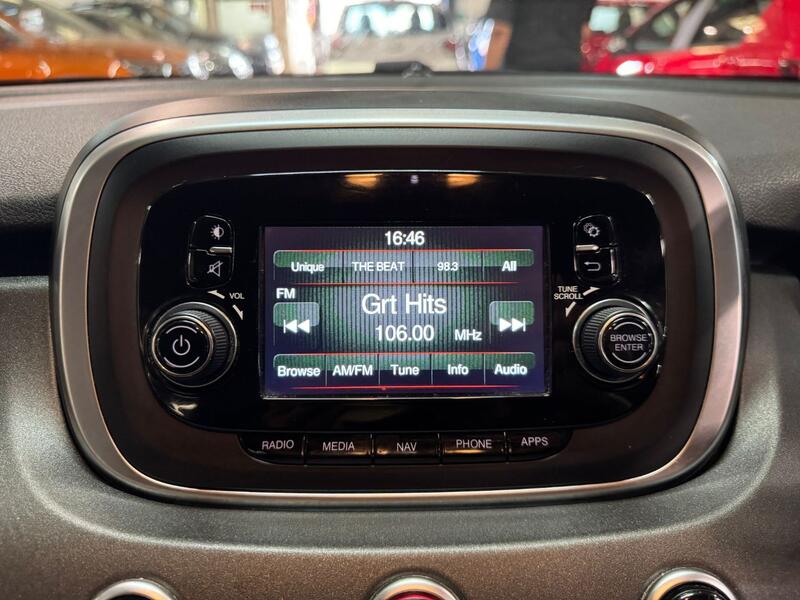 16:46
Unique THE BEAT 98.3 All
FM
Grt Hits
106.00 MHz
Browse AM/FM Tune Info Audio
VOL
TUNE
SCROLL
BROWSE
ENTER
RADIO MEDIA NAV PHONE APPS